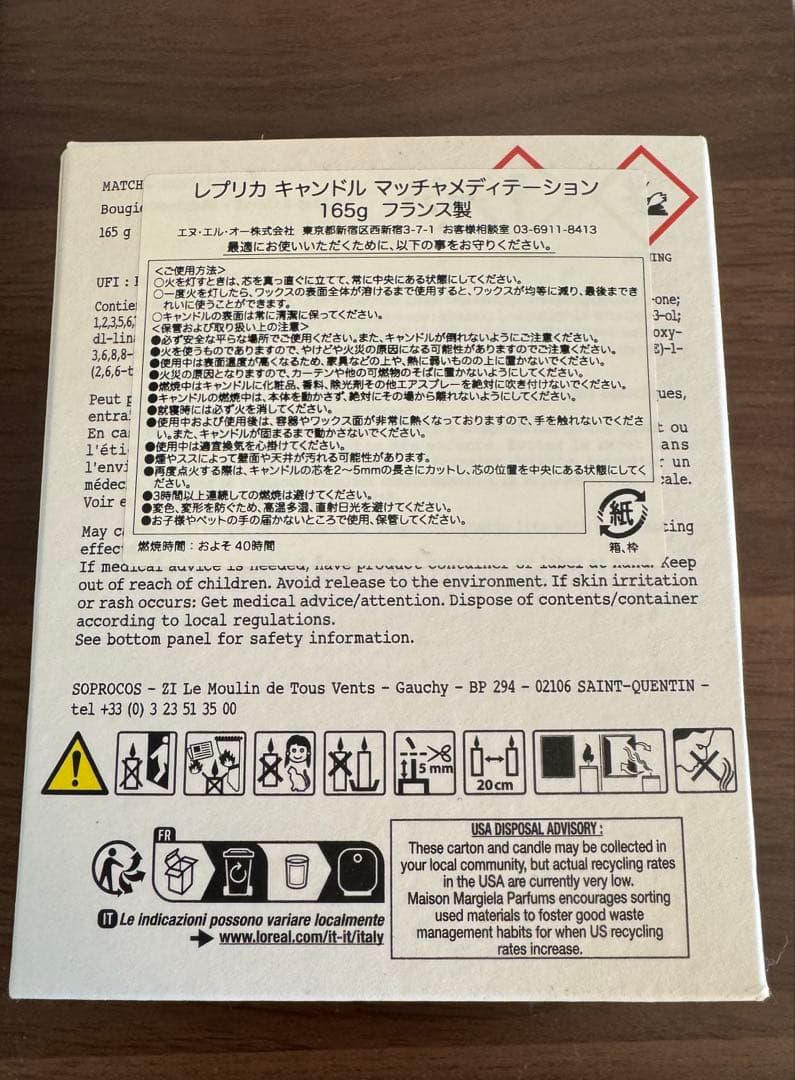 MATCH
Bougi
165 g
UFI :
Contie
1,2,3,5,6,
dl-lin
3,6,8,8-
(2,6,6-t
Peut p
entra
En ca
l'éti
l'envi
médec
Voir e
May c
effec
レプリカ キャンドル マッチャメディテーション
165g フランス製
エヌ・エル・オー株式会社 東京都新宿区西新宿3-7-1 お客様相談室 03-6911-8413
最適にお使いいただくために、以下の事をお守りください。
<ご使用方法>
○火を灯すときは、芯を真っ直ぐに立てて、常に中央にある状態にしてください。
○一度火を灯したら、ワックスの表面全体が溶けるまで使用すると、ワックスが均等に減り、最後まできれいに使うことができます。
○キャンドルの表面は常に清潔に保ってください。
<保管および取り扱い上の注意>
●必ず安全な平らな場所でご使用ください。また、キャンドルが倒れないようにご注意ください。
●火を使うものでありますので、やけどや火災の原因になる可能性がありますのでご注意ください。
●使用中は表面温度が高くなるため、家具などの上や、熱に弱いものの上に置かないでください。
●火災の原因となりますので、カーテンや他の可燃物のそばに置かないようにしてください。
●燃焼中はキャンドルに化粧品、香料、除光剤その他エアスプレーを絶対に吹き付けないでください。
●キャンドルの燃焼中は、本体を動かさず、絶対にその場から離れないようにしてください。
●就寝時には必ず火を消してください。
●使用中および使用後は、容器やワックス面が非常に熱くなっておりますので、手を触れないでください。また、キャンドルが固まるまで動かさないでください。
●使用中は適宜換気を心掛けてください。
●煙やススによって壁面や天井が汚れる可能性があります。
●再度点火する際は、キャンドルの芯を2～5mmの長さにカットし、芯の位置を中央にある状態にしてください。
●3時間以上連続しての燃焼は避けてください。
●変色、変形を防ぐため、高温多湿、直射日光を避けてください。
●お子様やペットの手の届かないところで使用、保管してください。
燃焼時間：およそ 40時間
紙
箱、枠
ING
-one;
3-ol;
oxy-
E)-1-
ues,
t ou
ans
r un
cale.
ting
If medical advice is needed, have product container or label at hand. Keep
out of reach of children. Avoid release to the environment. If skin irritation
or rash occurs: Get medical advice/attention. Dispose of contents/container
according to local regulations.
See bottom panel for safety information.
SOPROCOS – ZI Le Moulin de Tous Vents – Gauchy – BP 294 – 02106 SAINT-QUENTIN –
tel +33 (0) 3 23 51 35 00
5 mm
20 cm
FR
IT Le indicazioni possono variare localmente
www.loreal.com/it-it/italy
USA DISPOSAL ADVISORY :
These carton and candle may be collected in
your local community, but actual recycling rates
in the USA are currently very low.
Maison Margiela Parfums encourages sorting
used materials to foster good waste
management habits for when US recycling
rates increase.